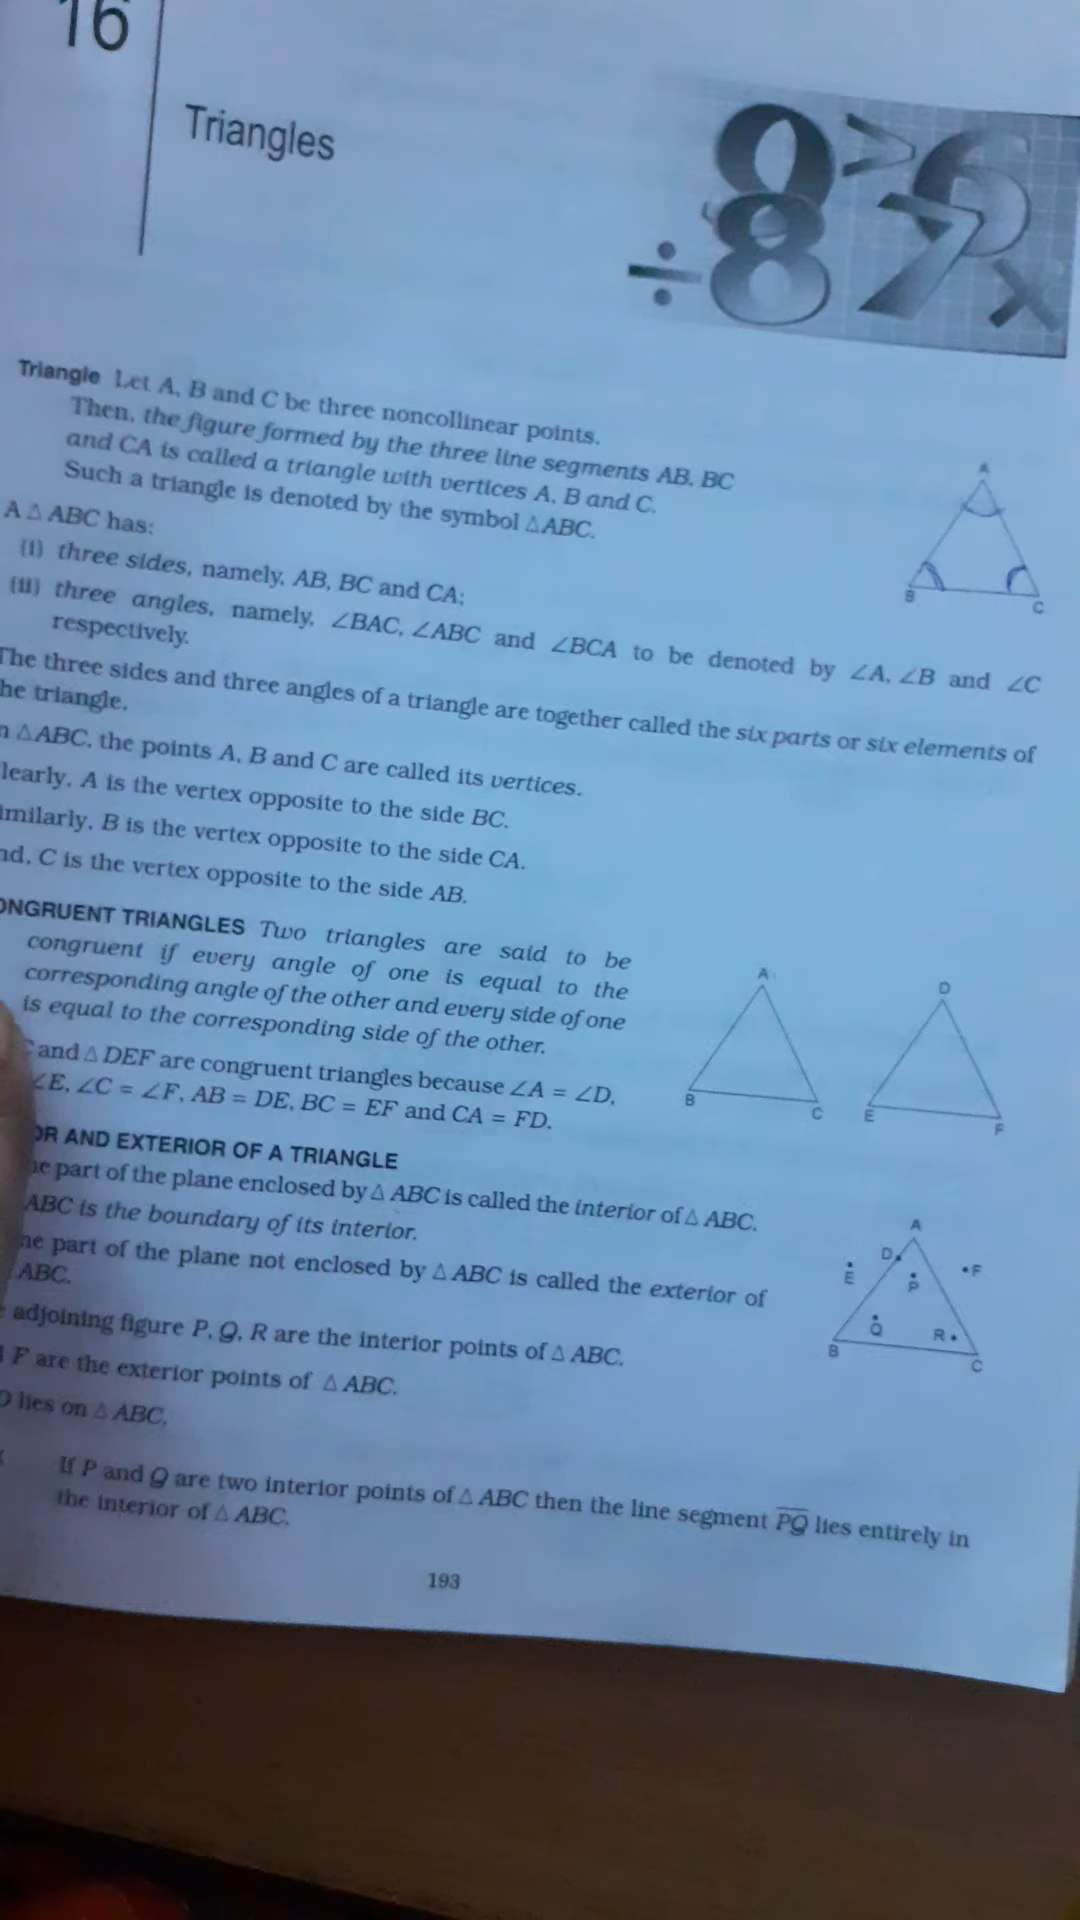 16
Triangles
Triangle Let A, B and C be three noncollinear points.
Then, the figure formed by the three line segments AB, BC
and CA is called a triangle with vertices A, B and C.
Such a triangle is denoted by the symbol △ABC.
A △ ABC has:
(i) three sides, namely, AB, BC and CA;
(ii) three angles, namely, ∠BAC, ∠ABC and ∠BCA to be denoted by ∠A, ∠B and ∠C
respectively.
The three sides and three angles of a triangle are together called the six parts or six elements of
he triangle.
n △ABC, the points A, B and C are called its vertices.
learly, A is the vertex opposite to the side BC.
imilarly, B is the vertex opposite to the side CA.
nd, C is the vertex opposite to the side AB.
A
B
C
ONGRUENT TRIANGLES Two triangles are said to be
congruent if every angle of one is equal to the
corresponding angle of the other and every side of one
is equal to the corresponding side of the other.
and △ DEF are congruent triangles because ∠A = ∠D,
∠E, ∠C = ∠F, AB = DE, BC = EF and CA = FD.
A
B
C
D
E
F
OR AND EXTERIOR OF A TRIANGLE
he part of the plane enclosed by △ ABC is called the interior of △ ABC.
ABC is the boundary of its interior.
he part of the plane not enclosed by △ ABC is called the exterior of
ABC.
adjoining figure P, Q, R are the interior points of △ ABC.
F are the exterior points of △ ABC.
D lies on △ ABC.
A
D
E
F
P
Q
R
B
C
If P and Q are two interior points of △ ABC then the line segment P̅Q̅ lies entirely in
the interior of △ ABC.
193